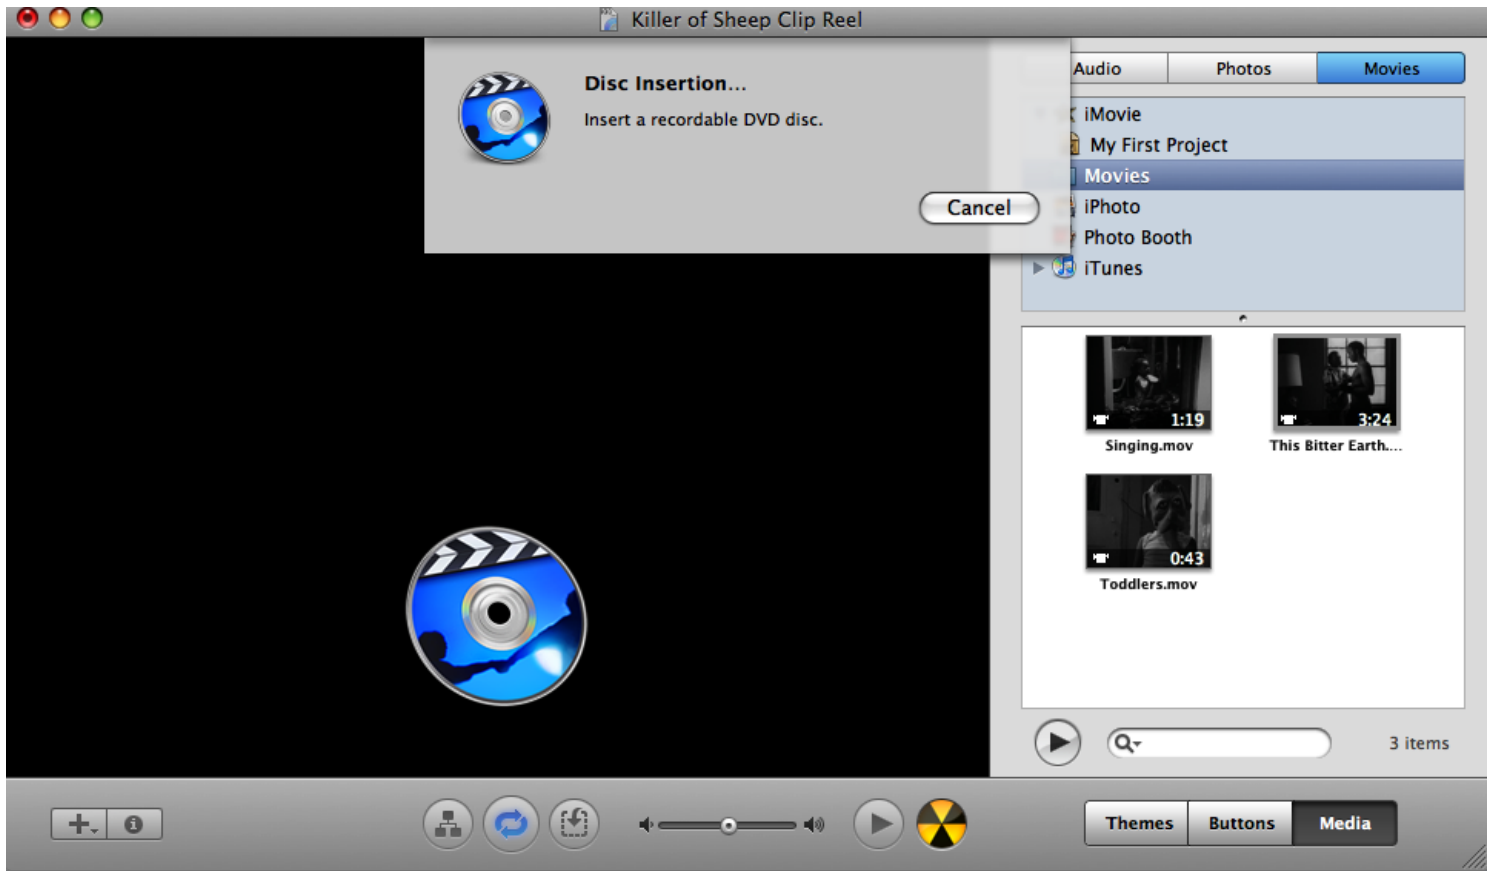 Killer of Sheep Clip Reel
Disc Insertion...
Insert a recordable DVD disc.
Cancel
Audio
Photos
Movies
iMovie
My First Project
Movies
iPhoto
Photo Booth
iTunes
1:19
Singing.mov
3:24
This Bitter Earth....
0:43
Toddlers.mov
3 items
Themes
Buttons
Media